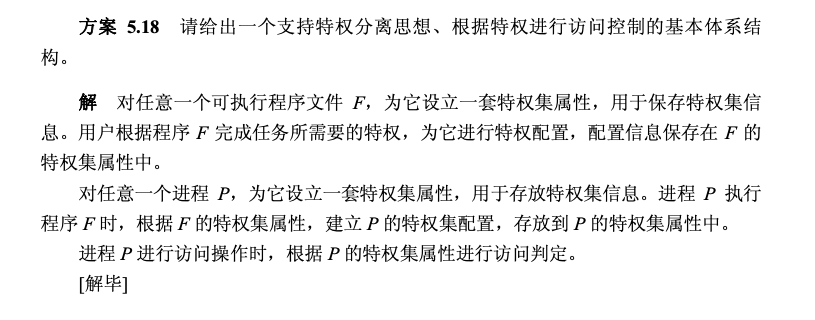 方案 5.18 请给出一个支持特权分离思想、根据特权进行访问控制的基本体系结
构。
解 对任意一个可执行程序文件 F，为它设立一套特权集属性，用于保存特权集信
息。用户根据程序 F 完成任务所需要的特权，为它进行特权配置，配置信息保存在 F 的
特权集属性中。
对任意一个进程 P，为它设立一套特权集属性，用于存放特权集信息。进程 P 执行
程序 F 时，根据 F 的特权集属性，建立 P 的特权集配置，存放到 P 的特权集属性中。
进程 P 进行访问操作时，根据 P 的特权集属性进行访问判定。
[解毕]